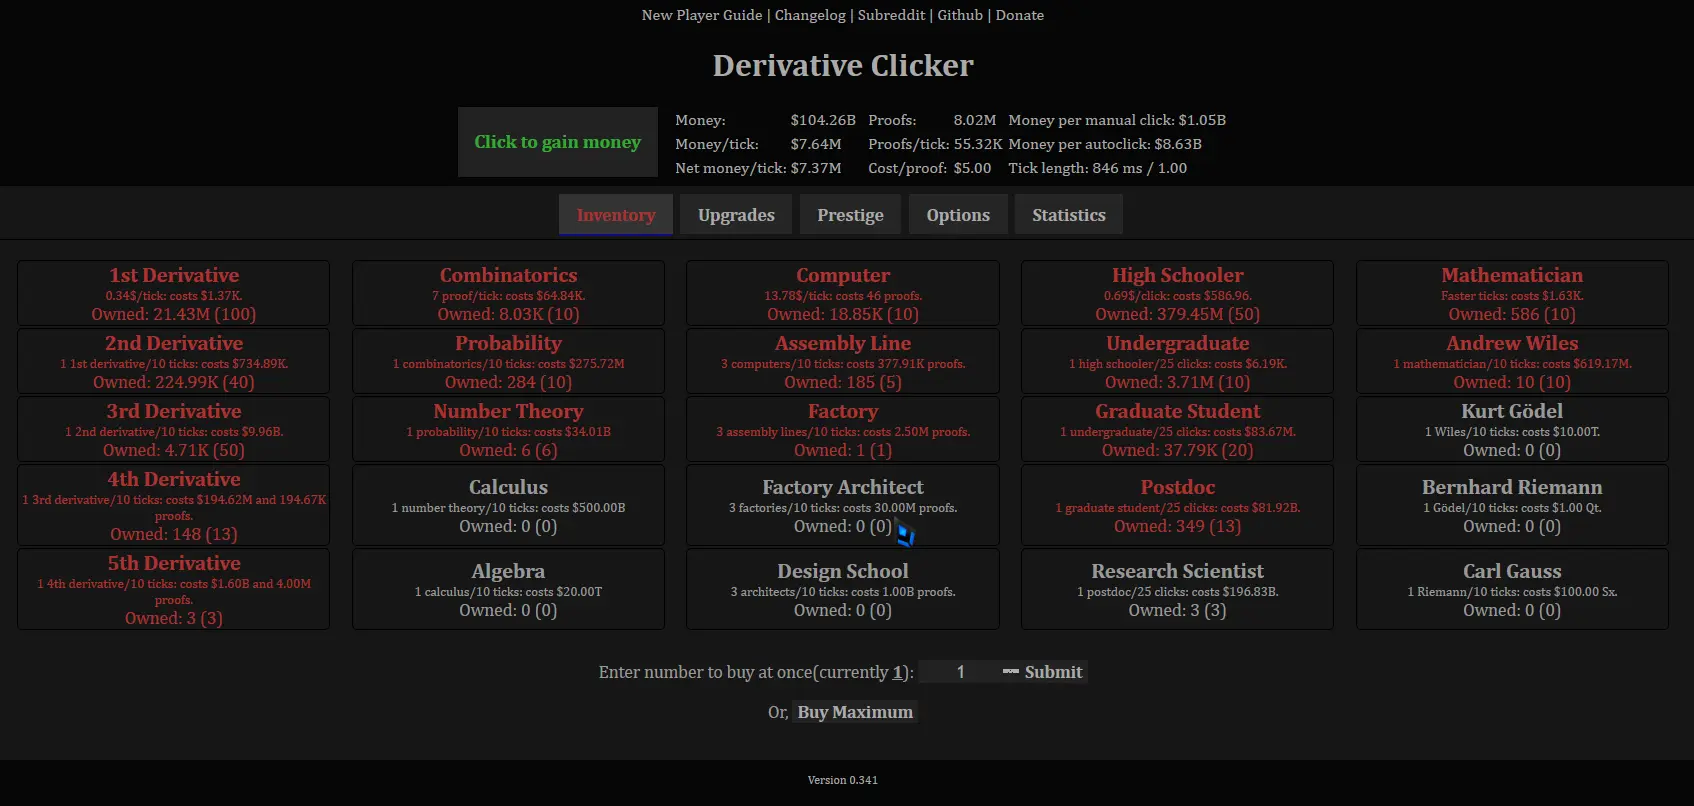 New Player Guide | Changelog | Subreddit | Github | Donate
Derivative Clicker
Click to gain money
Money: $104.26B Proofs: 8.02M Money per manual click: $1.05B
Money/tick: $7.64M Proofs/tick: 55.32K Money per autoclick: $8.63B
Net money/tick: $7.37M Cost/proof: $5.00 Tick length: 846 ms / 1.00
Inventory Upgrades Prestige Options Statistics
1st Derivative
0.34$/tick: costs $1.37K.
Owned: 21.43M (100)
Combinatorics
7 proof/tick: costs $64.84K.
Owned: 8.03K (10)
Computer
13.78$/tick: costs 46 proofs.
Owned: 18.85K (10)
High Schooler
0.69$/click: costs $586.96.
Owned: 379.45M (50)
Mathematician
Faster ticks: costs $1.63K.
Owned: 586 (10)
2nd Derivative
1 1st derivative/10 ticks: costs $734.89K.
Owned: 224.99K (40)
Probability
1 combinatorics/10 ticks: costs $275.72M
Owned: 284 (10)
Assembly Line
3 computers/10 ticks: costs 377.91K proofs.
Owned: 185 (5)
Undergraduate
1 high schooler/25 clicks: costs $6.19K.
Owned: 3.71M (10)
Andrew Wiles
1 mathematician/10 ticks: costs $619.17M.
Owned: 10 (10)
3rd Derivative
1 2nd derivative/10 ticks: costs $9.96B.
Owned: 4.71K (50)
Number Theory
1 probability/10 ticks: costs $34.01B
Owned: 6 (6)
Factory
3 assembly lines/10 ticks: costs 2.50M proofs.
Owned: 1 (1)
Graduate Student
1 undergraduate/25 clicks: costs $83.67M.
Owned: 37.79K (20)
Kurt Gödel
1 Wiles/10 ticks: costs $10.00T.
Owned: 0 (0)
4th Derivative
1 3rd derivative/10 ticks: costs $194.62M and 194.67K
proofs.
Owned: 148 (13)
Calculus
1 number theory/10 ticks: costs $500.00B
Owned: 0 (0)
Factory Architect
3 factories/10 ticks: costs 30.00M proofs.
Owned: 0 (0)
Postdoc
1 graduate student/25 clicks: costs $81.92B.
Owned: 349 (13)
Bernhard Riemann
1 Gödel/10 ticks: costs $1.00 Qt.
Owned: 0 (0)
5th Derivative
1 4th derivative/10 ticks: costs $1.60B and 4.00M
proofs.
Owned: 3 (3)
Algebra
1 calculus/10 ticks: costs $20.00T
Owned: 0 (0)
Design School
3 architects/10 ticks: costs 1.00B proofs.
Owned: 0 (0)
Research Scientist
1 postdoc/25 clicks: costs $196.83B.
Owned: 3 (3)
Carl Gauss
1 Riemann/10 ticks: costs $100.00 Sx.
Owned: 0 (0)
Enter number to buy at once(currently 1): 1 Submit
Or, Buy Maximum
Version 0.341